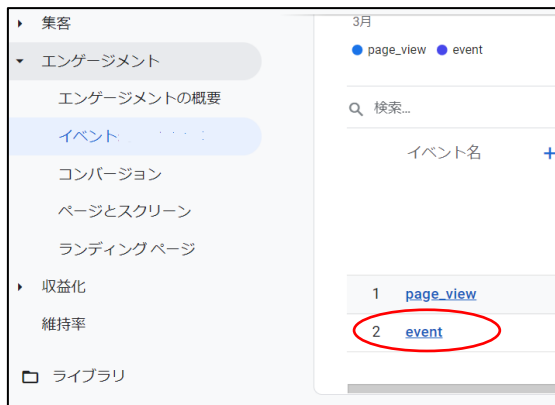 集客
エンゲージメント
エンゲージメントの概要
イベント
コンバージョン
ページとスクリーン
ランディング ページ
収益化
維持率
ライブラリ
3月
page_view event
検索...
イベント名 +
1 page_view
2 event